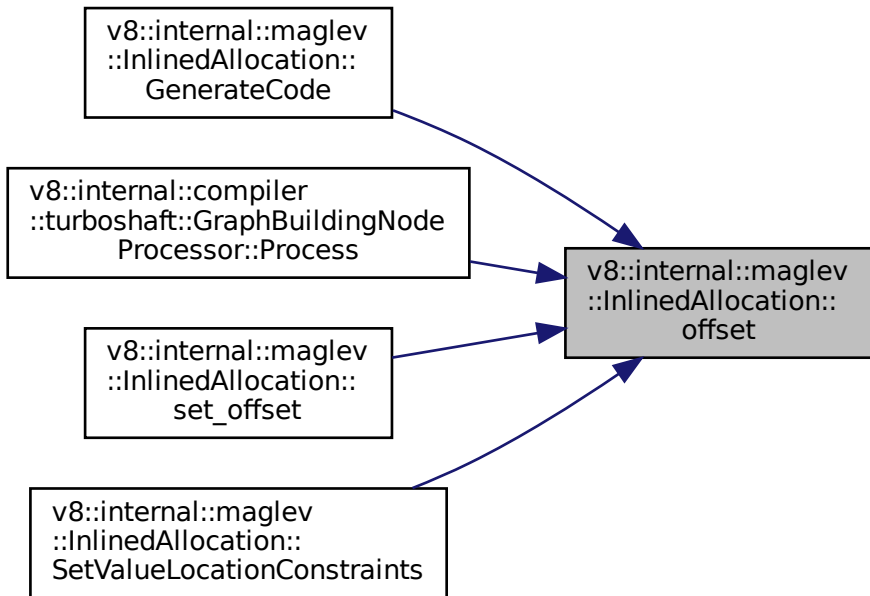 v8::internal::maglev
::InlinedAllocation::
GenerateCode
v8::internal::compiler
::turboshaft::GraphBuildingNode
Processor::Process
v8::internal::maglev
::InlinedAllocation::
offset
v8::internal::maglev
::InlinedAllocation::
set_offset
v8::internal::maglev
::InlinedAllocation::
SetValueLocationConstraints